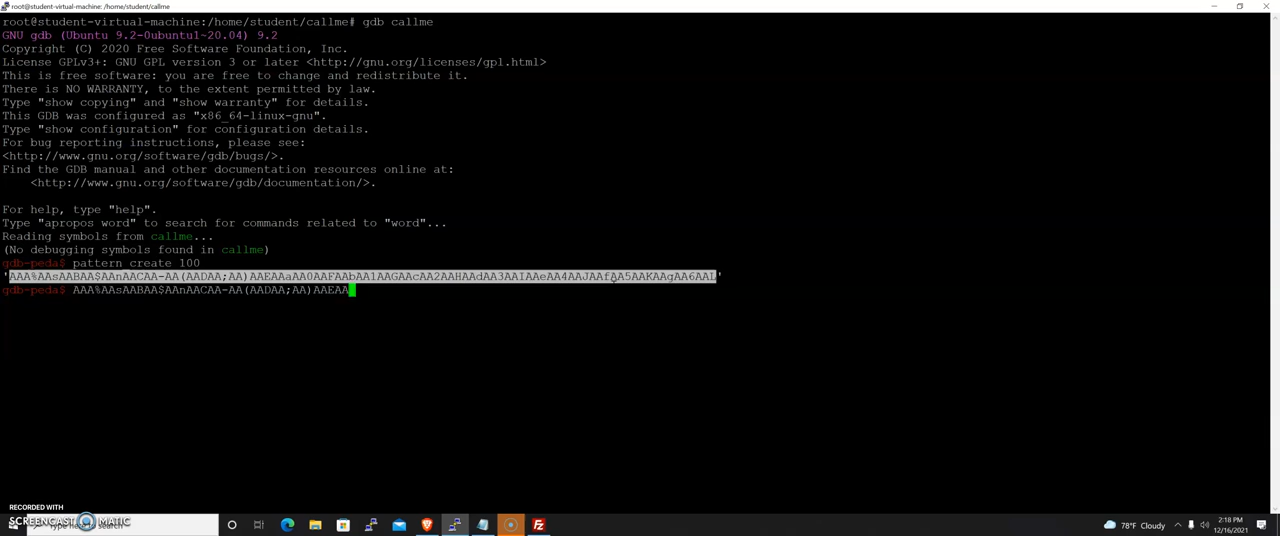 root@student-virtual-machine: /home/student/callme
root@student-virtual-machine:/home/student/callme# gdb callme
GNU gdb (Ubuntu 9.2-0ubuntu1~20.04) 9.2
Copyright (C) 2020 Free Software Foundation, Inc.
License GPLv3+: GNU GPL version 3 or later <http://gnu.org/licenses/gpl.html>
This is free software: you are free to change and redistribute it.
There is NO WARRANTY, to the extent permitted by law.
Type "show copying" and "show warranty" for details.
This GDB was configured as "x86_64-linux-gnu".
Type "show configuration" for configuration details.
For bug reporting instructions, please see:
<http://www.gnu.org/software/gdb/bugs/>.
Find the GDB manual and other documentation resources online at:
    <http://www.gnu.org/software/gdb/documentation/>.
For help, type "help".
Type "apropos word" to search for commands related to "word"...
Reading symbols from callme...
(No debugging symbols found in callme)
gdb-peda$ pattern create 100
'AAA%AAsAABAA$AAnAACAA-AA(AADAA;AA)AAEAAaAA0AAFAAbAA1AAGAAcAA2AAHAAdAA3AAIAAeAA4AAJAAfAA5AAKAAgAA6AAL'
gdb-peda$ AAA%AAsAABAA$AAnAACAA-AA(AADAA;AA)AAEAA
RECORDED WITH
SCREENCAST MATIC
Type here to search
78°F Cloudy
2:18 PM
12/16/2021